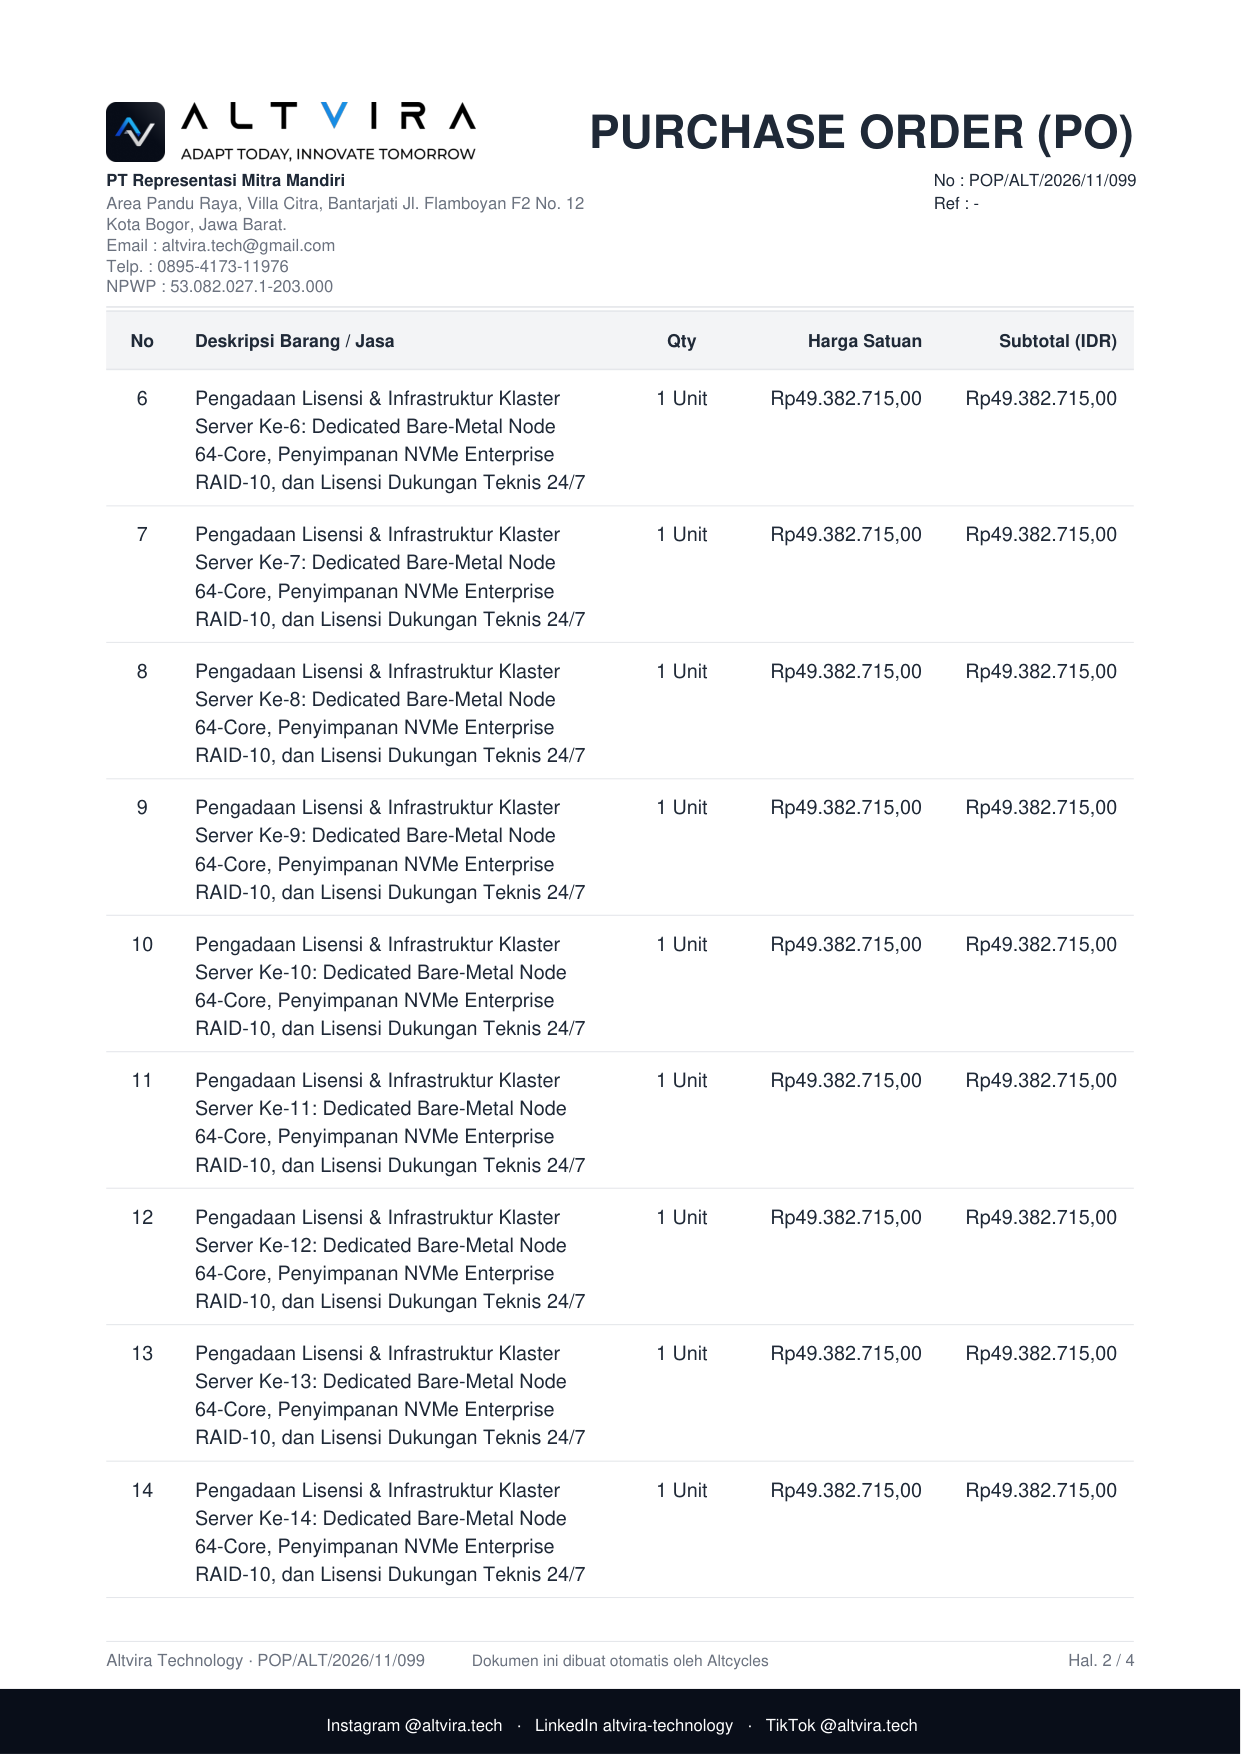 ALTVIRA
ADAPT TODAY, INNOVATE TOMORROW
PURCHASE ORDER (PO)
PT Representasi Mitra Mandiri
Area Pandu Raya, Villa Citra, Bantarjati Jl. Flamboyan F2 No. 12
Kota Bogor, Jawa Barat.
Email : altvira.tech@gmail.com
Telp. : 0895-4173-11976
NPWP : 53.082.027.1-203.000
No : POP/ALT/2026/11/099
Ref : -
No Deskripsi Barang / Jasa Qty Harga Satuan Subtotal (IDR)
6 Pengadaan Lisensi & Infrastruktur Klaster 1 Unit Rp49.382.715,00 Rp49.382.715,00
Server Ke-6: Dedicated Bare-Metal Node
64-Core, Penyimpanan NVMe Enterprise
RAID-10, dan Lisensi Dukungan Teknis 24/7
7 Pengadaan Lisensi & Infrastruktur Klaster 1 Unit Rp49.382.715,00 Rp49.382.715,00
Server Ke-7: Dedicated Bare-Metal Node
64-Core, Penyimpanan NVMe Enterprise
RAID-10, dan Lisensi Dukungan Teknis 24/7
8 Pengadaan Lisensi & Infrastruktur Klaster 1 Unit Rp49.382.715,00 Rp49.382.715,00
Server Ke-8: Dedicated Bare-Metal Node
64-Core, Penyimpanan NVMe Enterprise
RAID-10, dan Lisensi Dukungan Teknis 24/7
9 Pengadaan Lisensi & Infrastruktur Klaster 1 Unit Rp49.382.715,00 Rp49.382.715,00
Server Ke-9: Dedicated Bare-Metal Node
64-Core, Penyimpanan NVMe Enterprise
RAID-10, dan Lisensi Dukungan Teknis 24/7
10 Pengadaan Lisensi & Infrastruktur Klaster 1 Unit Rp49.382.715,00 Rp49.382.715,00
Server Ke-10: Dedicated Bare-Metal Node
64-Core, Penyimpanan NVMe Enterprise
RAID-10, dan Lisensi Dukungan Teknis 24/7
11 Pengadaan Lisensi & Infrastruktur Klaster 1 Unit Rp49.382.715,00 Rp49.382.715,00
Server Ke-11: Dedicated Bare-Metal Node
64-Core, Penyimpanan NVMe Enterprise
RAID-10, dan Lisensi Dukungan Teknis 24/7
12 Pengadaan Lisensi & Infrastruktur Klaster 1 Unit Rp49.382.715,00 Rp49.382.715,00
Server Ke-12: Dedicated Bare-Metal Node
64-Core, Penyimpanan NVMe Enterprise
RAID-10, dan Lisensi Dukungan Teknis 24/7
13 Pengadaan Lisensi & Infrastruktur Klaster 1 Unit Rp49.382.715,00 Rp49.382.715,00
Server Ke-13: Dedicated Bare-Metal Node
64-Core, Penyimpanan NVMe Enterprise
RAID-10, dan Lisensi Dukungan Teknis 24/7
14 Pengadaan Lisensi & Infrastruktur Klaster 1 Unit Rp49.382.715,00 Rp49.382.715,00
Server Ke-14: Dedicated Bare-Metal Node
64-Core, Penyimpanan NVMe Enterprise
RAID-10, dan Lisensi Dukungan Teknis 24/7
Altvira Technology · POP/ALT/2026/11/099 Dokumen ini dibuat otomatis oleh Altcycles Hal. 2 / 4
Instagram @altvira.tech · LinkedIn altvira-technology · TikTok @altvira.tech